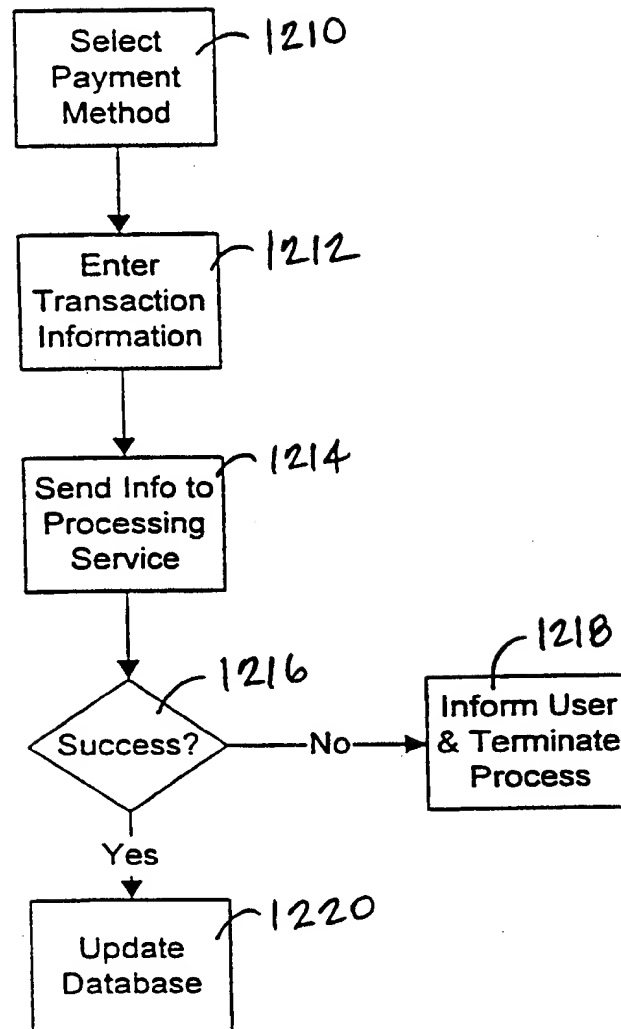 Select
Payment
Method
1210
Enter
Transaction
Information
1212
Send Info to
Processing
Service
1214
Success?
1216
No
Inform User
& Terminate
Process
1218
Yes
Update
Database
1220